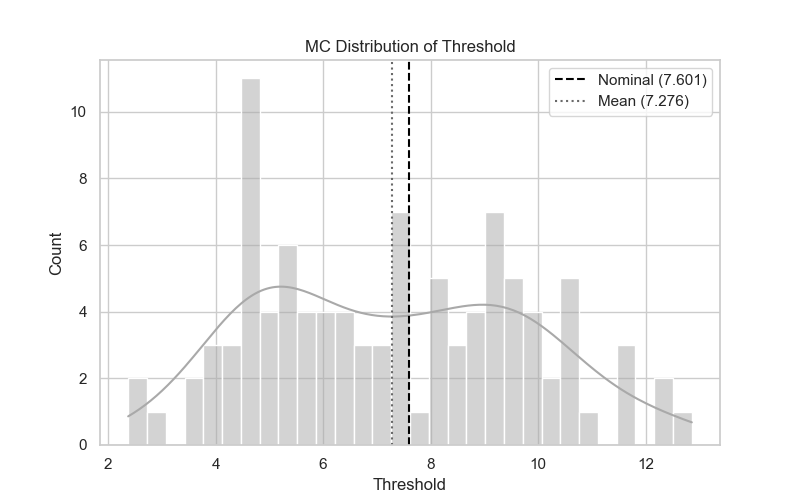 MC Distribution of Threshold
Nominal (7.601)
Mean (7.276)
Count
10
8
6
4
2
0
2 4 6 8 10 12
Threshold